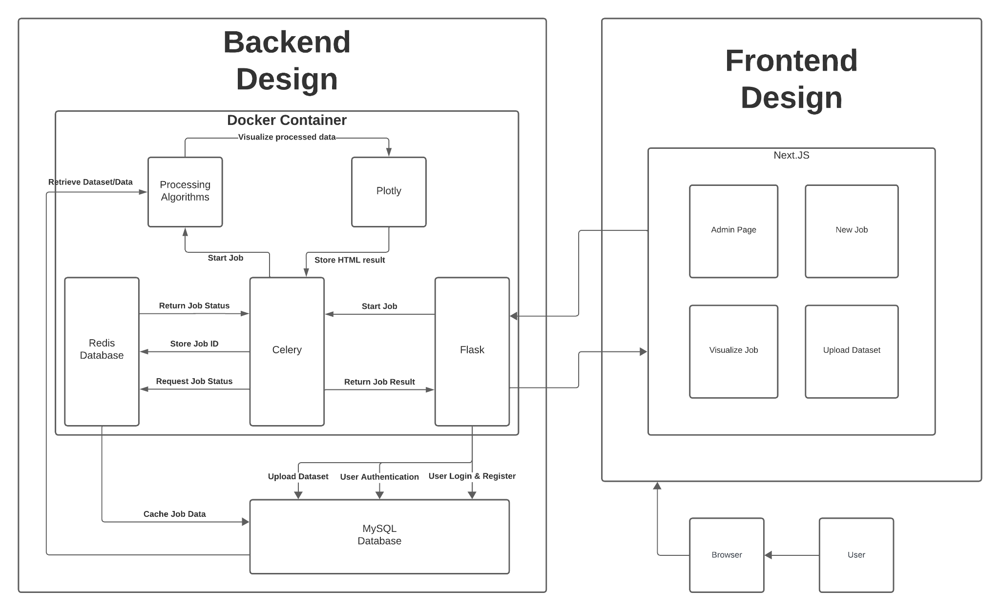 Backend
Design
Docker Container
Visualize processed data
Retrieve Dataset/Data
Processing
Algorithms
Plotly
Start Job
Store HTML result
Return Job Status
Start Job
Redis
Database
Store Job ID
Celery
Flask
Request Job Status
Return Job Result
Upload Dataset
User Authentication
User Login & Register
Cache Job Data
MySQL
Database
Frontend
Design
Next.JS
Admin Page
New Job
Visualize Job
Upload Dataset
Browser
User